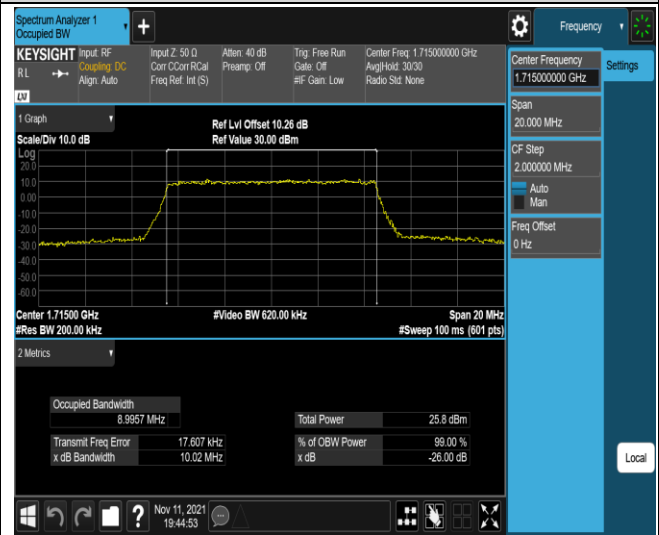 Spectrum Analyzer 1
Occupied BW
Frequency
KEYSIGHT
RL
LXI
Input: RF
Coupling: DC
Align: Auto
Input Z: 50 Ω
Corr CCorr RCal
Freq Ref: Int (S)
Atten: 40 dB
Preamp: Off
Trig: Free Run
Gate: Off
#IF Gain: Low
Center Freq: 1.715000000 GHz
Avg|Hold: 30/30
Radio Std: None
Center Frequency
1.715000000 GHz
Settings
Span
20.000 MHz
CF Step
2.000000 MHz
Auto
Man
Freq Offset
0 Hz
1 Graph
Scale/Div 10.0 dB
Ref Lvl Offset 10.26 dB
Ref Value 30.00 dBm
Log
20.0
10.0
0.00
-10.0
-20.0
-30.0
-40.0
-50.0
-60.0
Center 1.71500 GHz
#Video BW 620.00 kHz
Span 20 MHz
#Res BW 200.00 kHz
#Sweep 100 ms (601 pts)
2 Metrics
Occupied Bandwidth
8.9957 MHz
Total Power 25.8 dBm
Transmit Freq Error 17.607 kHz
% of OBW Power 99.00 %
x dB Bandwidth 10.02 MHz
x dB -26.00 dB
Local
?
Nov 11, 2021
19:44:53